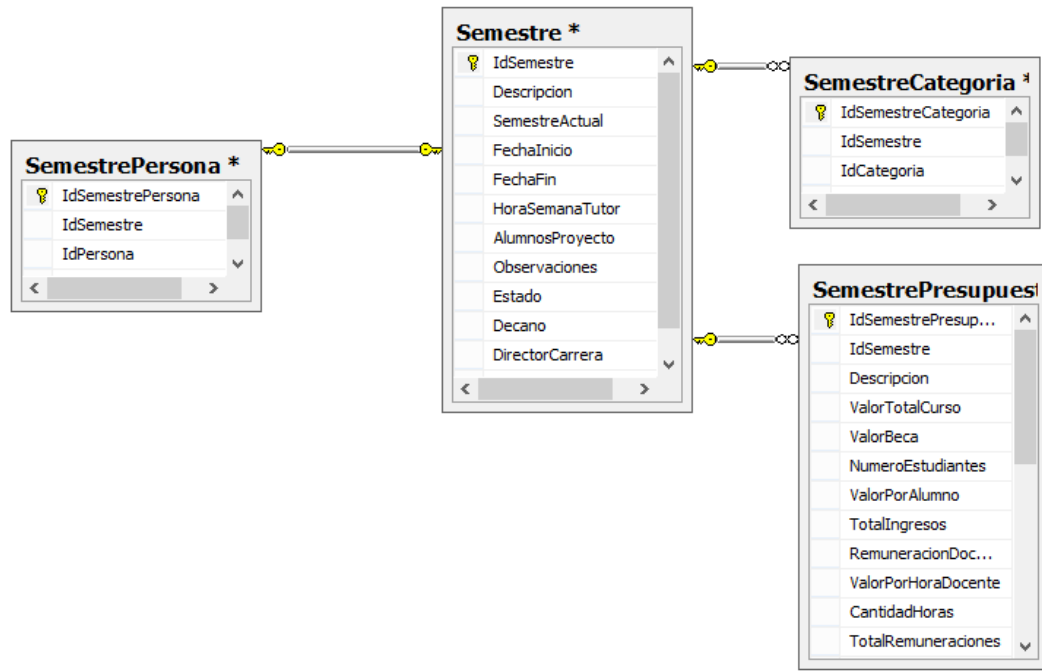 SemestrePersona *
IdSemestrePersona
IdSemestre
IdPersona
Semestre *
IdSemestre
Descripcion
SemestreActual
FechaInicio
FechaFin
HoraSemanaTutor
AlumnosProyecto
Observaciones
Estado
Decano
DirectorCarrera
SemestreCategoria *
IdSemestreCategoria
IdSemestre
IdCategoria
SemestrePresupuest
IdSemestrePresup...
IdSemestre
Descripcion
ValorTotalCurso
ValorBeca
NumeroEstudiantes
ValorPorAlumno
TotalIngresos
RemuneracionDoc...
ValorPorHoraDocente
CantidadHoras
TotalRemuneraciones